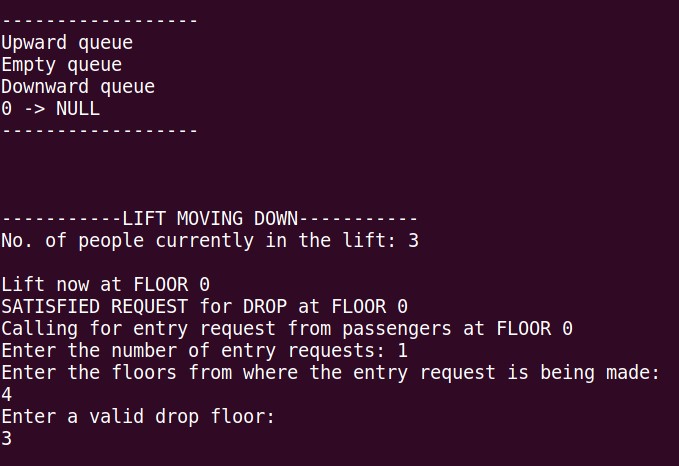 ------------------
Upward queue
Empty queue
Downward queue
0 -> NULL
------------------
-----------LIFT MOVING DOWN-----------
No. of people currently in the lift: 3
Lift now at FLOOR 0
SATISFIED REQUEST for DROP at FLOOR 0
Calling for entry request from passengers at FLOOR 0
Enter the number of entry requests: 1
Enter the floors from where the entry request is being made:
4
Enter a valid drop floor:
3